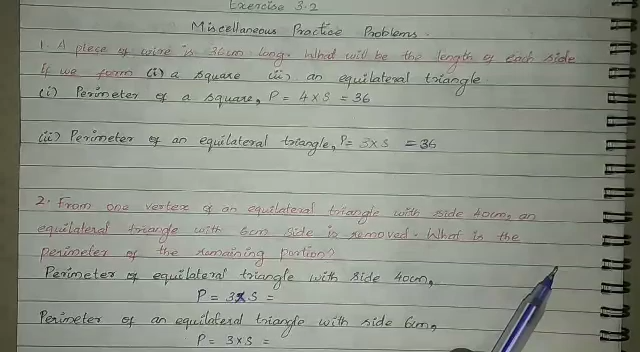 Exercise 3.2
Miscellaneous Practice Problems.
1. A piece of wire is 36cm long. What will be the length of each side
if we form (i) a square (ii) an equilateral triangle
(i) Perimeter of a square, P = 4 × S = 36
(ii) Perimeter of an equilateral triangle, P = 3 × S = 36
2. From one vertex of an equilateral triangle with side 40cm, an
equilateral triangle with 6cm side is removed. What is the
perimeter of the remaining portion?
Perimeter of equilateral triangle with side 40cm,
P = 3 × S =
Perimeter of an equilateral triangle with side 6cm,
P = 3 × S =